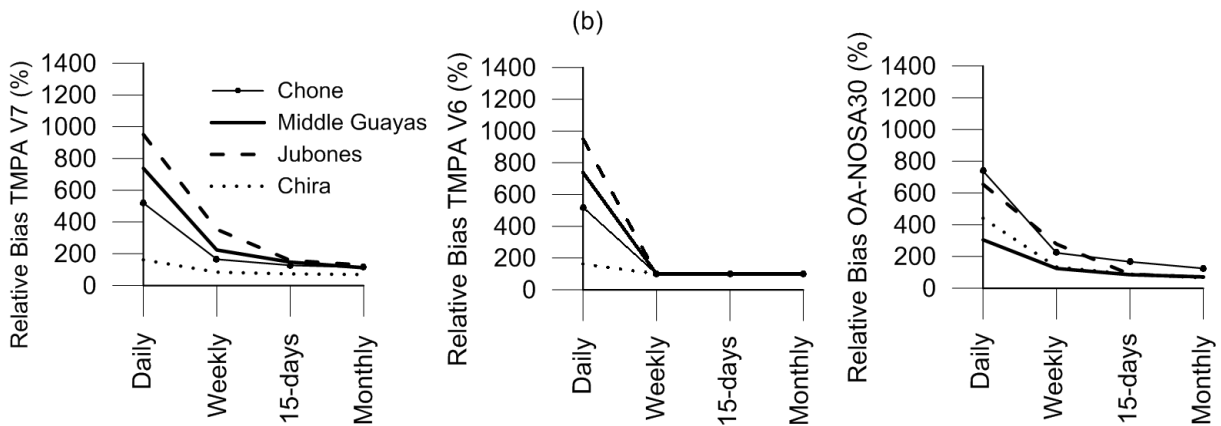 (b)
Relative Bias TMPA V7 (%)
1400
1200
1000
800
600
400
200
0
Chone
Middle Guayas
Jubones
Chira
Daily
Weekly
15-days
Monthly
Relative Bias TMPA V6 (%)
1400
1200
1000
800
600
400
200
0
Daily
Weekly
15-days
Monthly
Relative Bias OA-NOSA30 (%)
1400
1200
1000
800
600
400
200
0
Daily
Weekly
15-days
Monthly